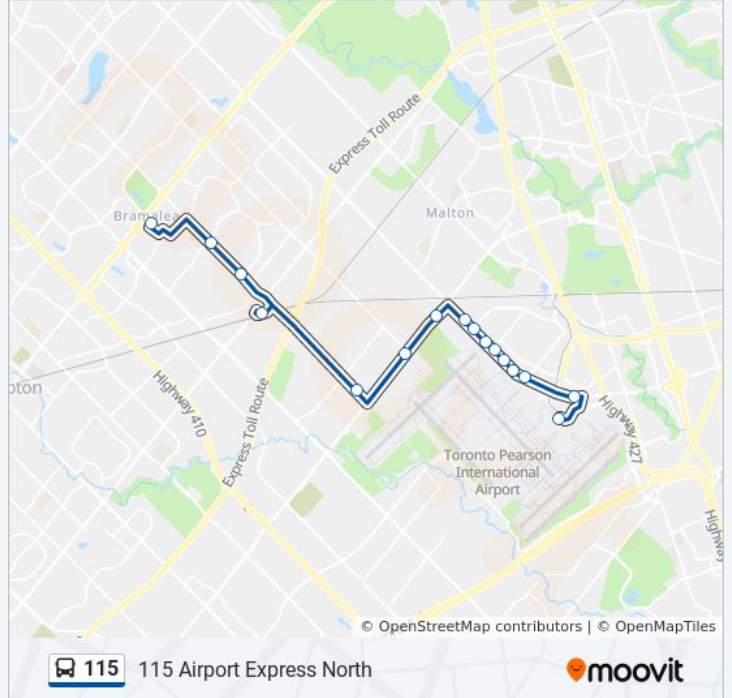 Express Toll Route
Bramalea
Malton
pton
Highway 410
Express Toll Route
Highway 427
Toronto Pearson
International
Airport
Highway
© OpenStreetMap contributors | © OpenMapTiles
115 115 Airport Express North
moovit